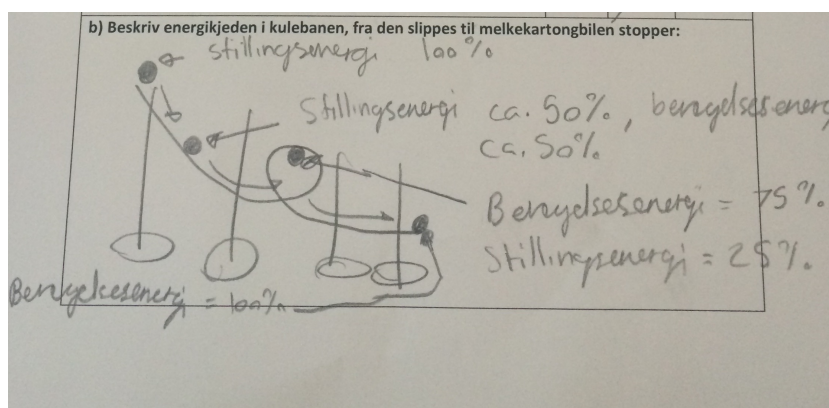 b) Beskriv energikjeden i kulebanen, fra den slippes til melkekartongbilen stopper:
stillingsenergi 100%
Stillingsenergi ca. 50%, bevegelsesenerg
ca. 50%
Bevegelsesenergi = 75%
Stillingsenergi = 25%
Bevegelsesenergi = 100%